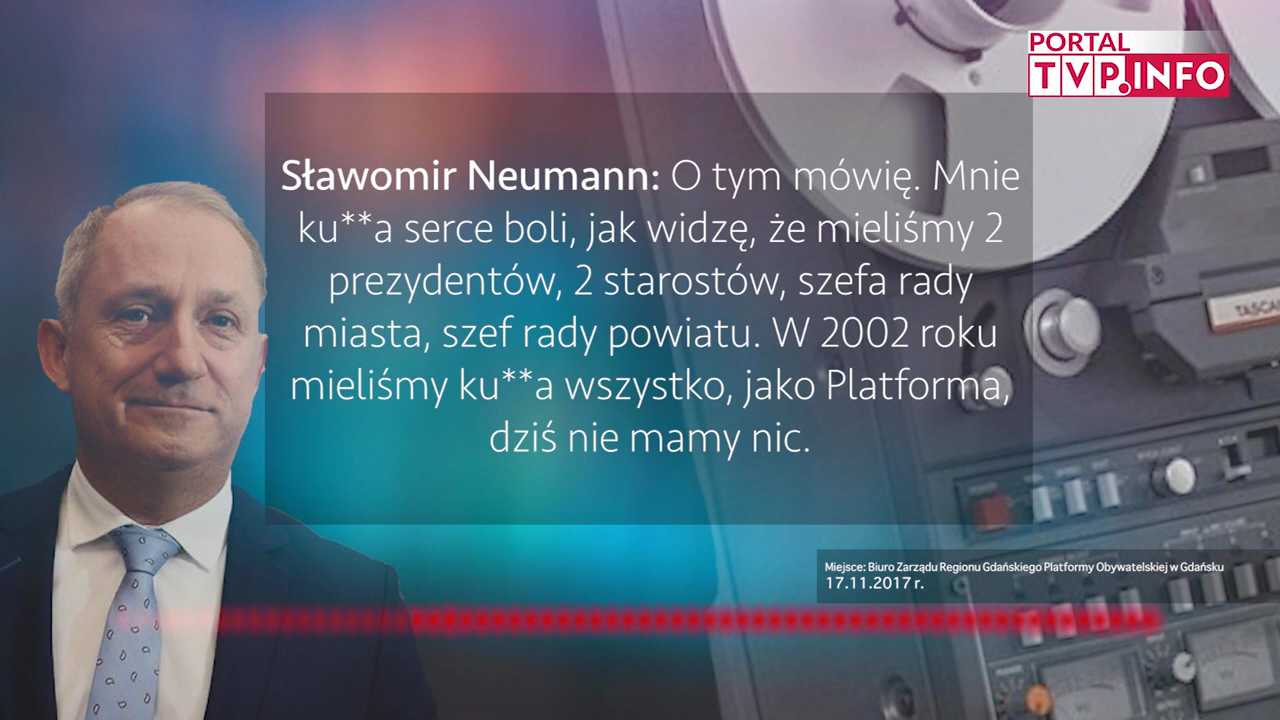 PORTAL
TVP.INFO
Sławomir Neumann: O tym mówię. Mnie
ku**a serce boli, jak widzę, że mieliśmy 2
prezydentów, 2 starostów, szefa rady
miasta, szef rady powiatu. W 2002 roku
mieliśmy ku**a wszystko, jako Platforma,
dziś nie mamy nic.
TASCA
Miejsce: Biuro Zarządu Regionu Gdańskiego Platformy Obywatelskiej w Gdańsku
17.11.2017 r.